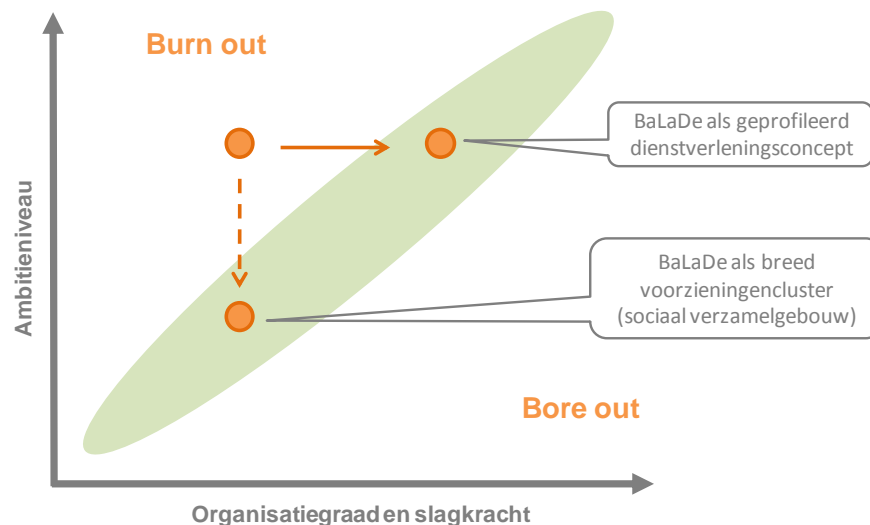 Burn out
BaLaDe als geprofileerd
dienstverleningsconcept
Ambitieniveau
BaLaDe als breed
voorzieningencluster
(sociaal verzamelgebouw)
Bore out
Organisatiegraad en slagkracht